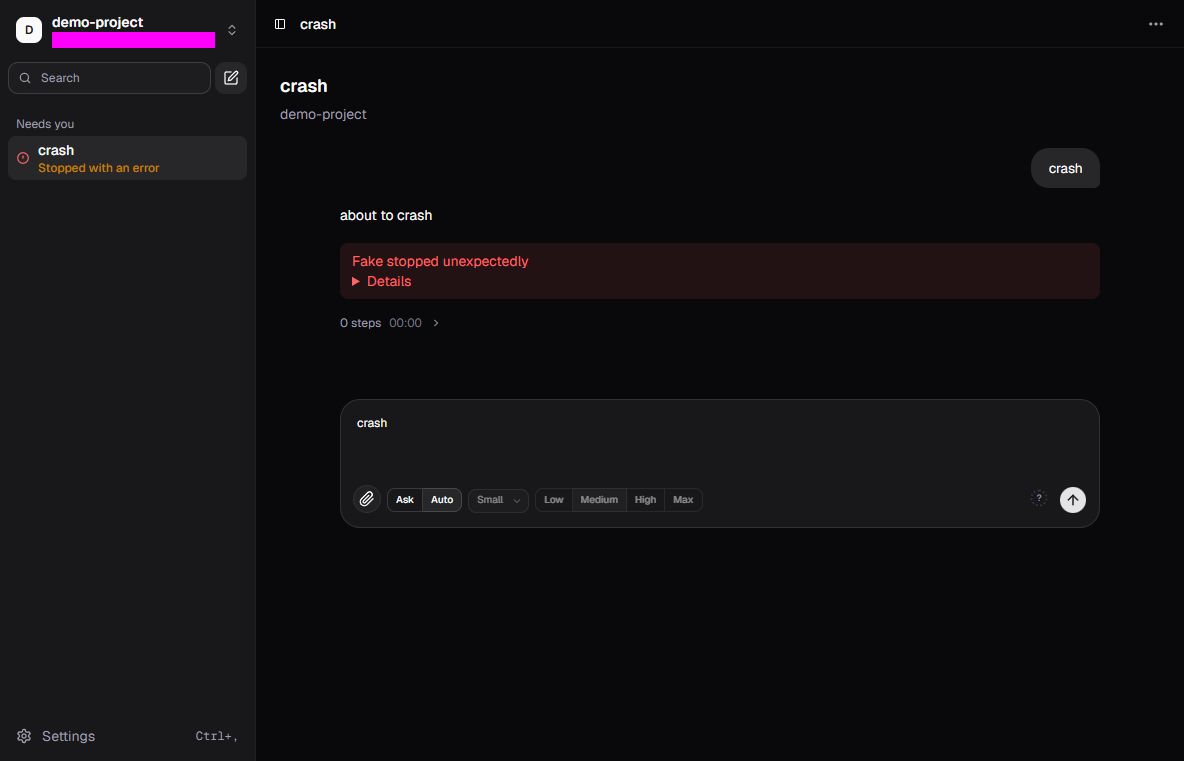 D
demo-project
Search
Needs you
crash
Stopped with an error
Settings
Ctrl+,
crash
crash
demo-project
crash
about to crash
Fake stopped unexpectedly
Details
0 steps 00:00
crash
Ask Auto Small Low Medium High Max ?